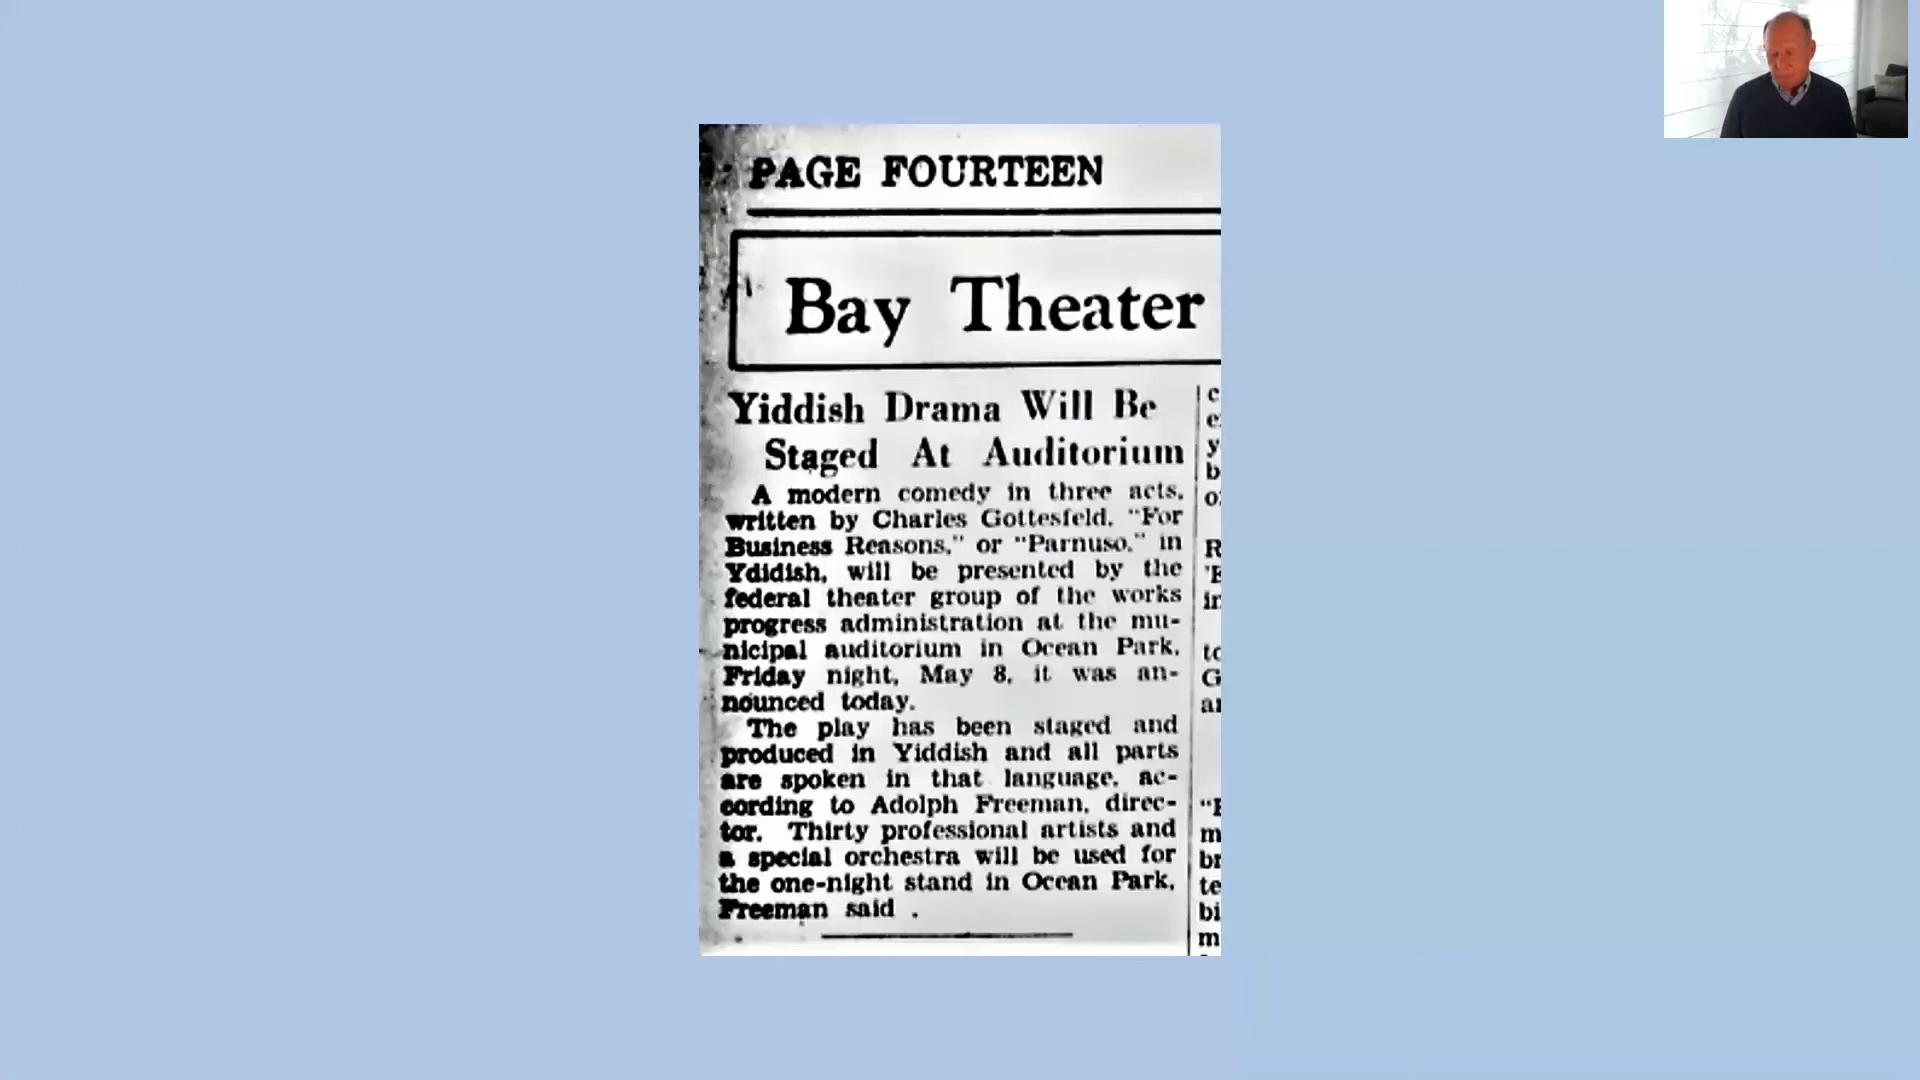 PAGE FOURTEEN
Bay Theater
Yiddish Drama Will Be
Staged At Auditorium
A modern comedy in three acts,
written by Charles Gottesfeld, "For
Business Reasons," or "Parnuso," in
Ydidish, will be presented by the
federal theater group of the works
progress administration at the mu-
nicipal auditorium in Ocean Park,
Friday night, May 8, it was an-
nounced today.
The play has been staged and
produced in Yiddish and all parts
are spoken in that language, ac-
cording to Adolph Freeman, direc-
tor. Thirty professional artists and
a special orchestra will be used for
the one-night stand in Ocean Park,
Freeman said .